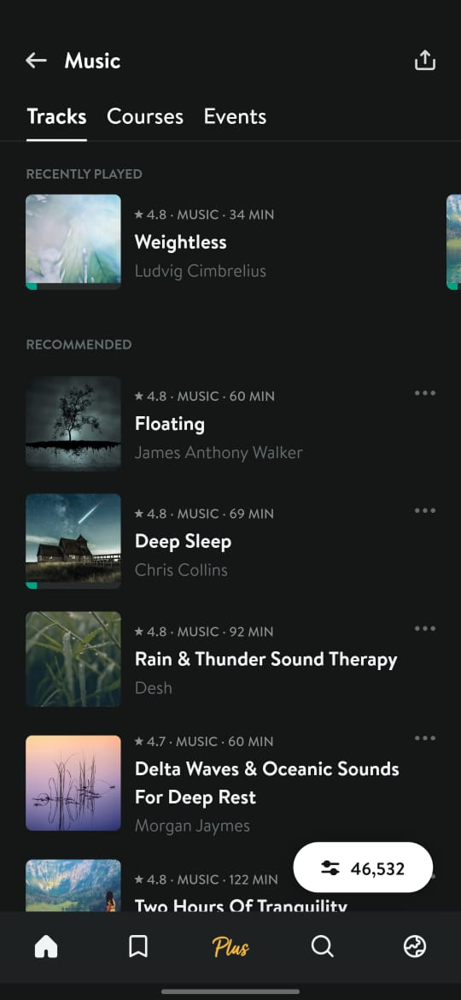 Music
Tracks Courses Events
RECENTLY PLAYED
★ 4.8 · MUSIC · 34 MIN
Weightless
Ludvig Cimbrelius
RECOMMENDED
★ 4.8 · MUSIC · 60 MIN
Floating
James Anthony Walker
★ 4.8 · MUSIC · 69 MIN
Deep Sleep
Chris Collins
★ 4.8 · MUSIC · 92 MIN
Rain & Thunder Sound Therapy
Desh
★ 4.7 · MUSIC · 60 MIN
Delta Waves & Oceanic Sounds
For Deep Rest
Morgan Jaymes
46,532
★ 4.8 · MUSIC · 122 MIN
Two Hours Of Tranquility
Plus